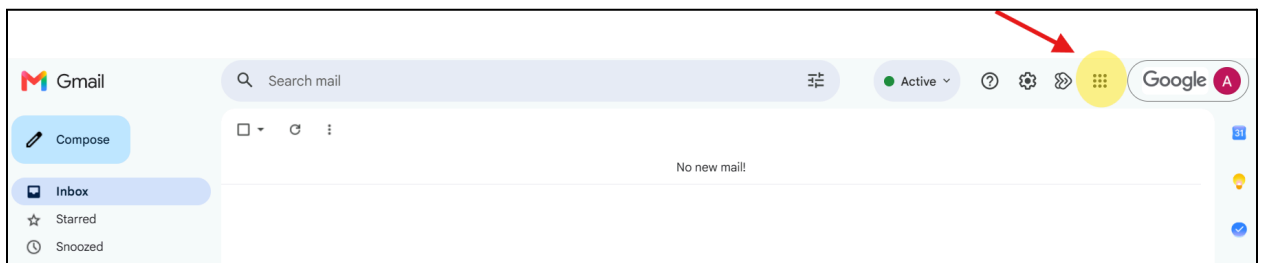 Gmail
Search mail
Active
Google A
Compose
31
No new mail!
Inbox
Starred
Snoozed